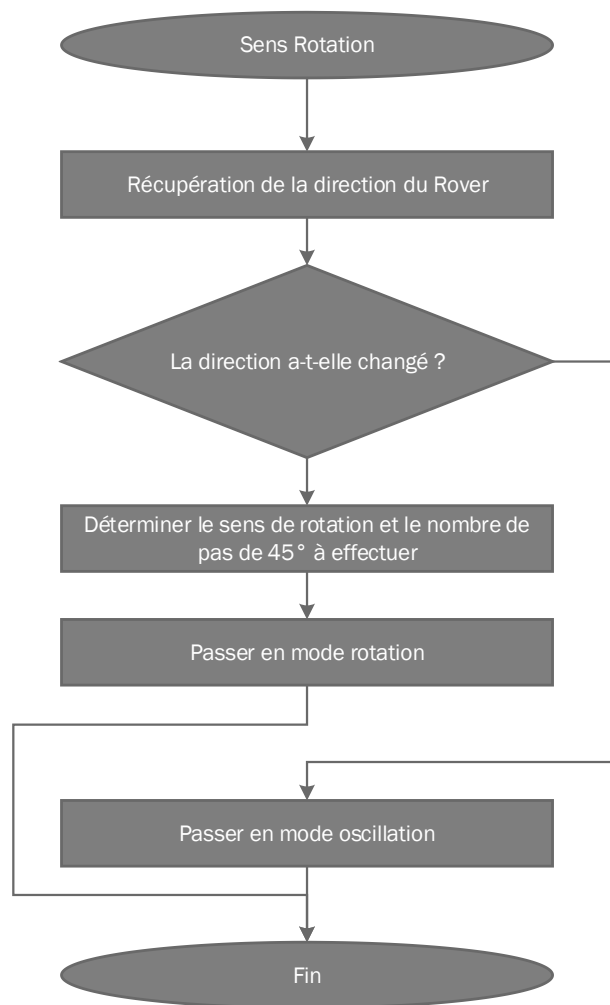 Sens Rotation
Récupération de la direction du Rover
La direction a-t-elle changé ?
Déterminer le sens de rotation et le nombre de
pas de 45° à effectuer
Passer en mode rotation
Passer en mode oscillation
Fin